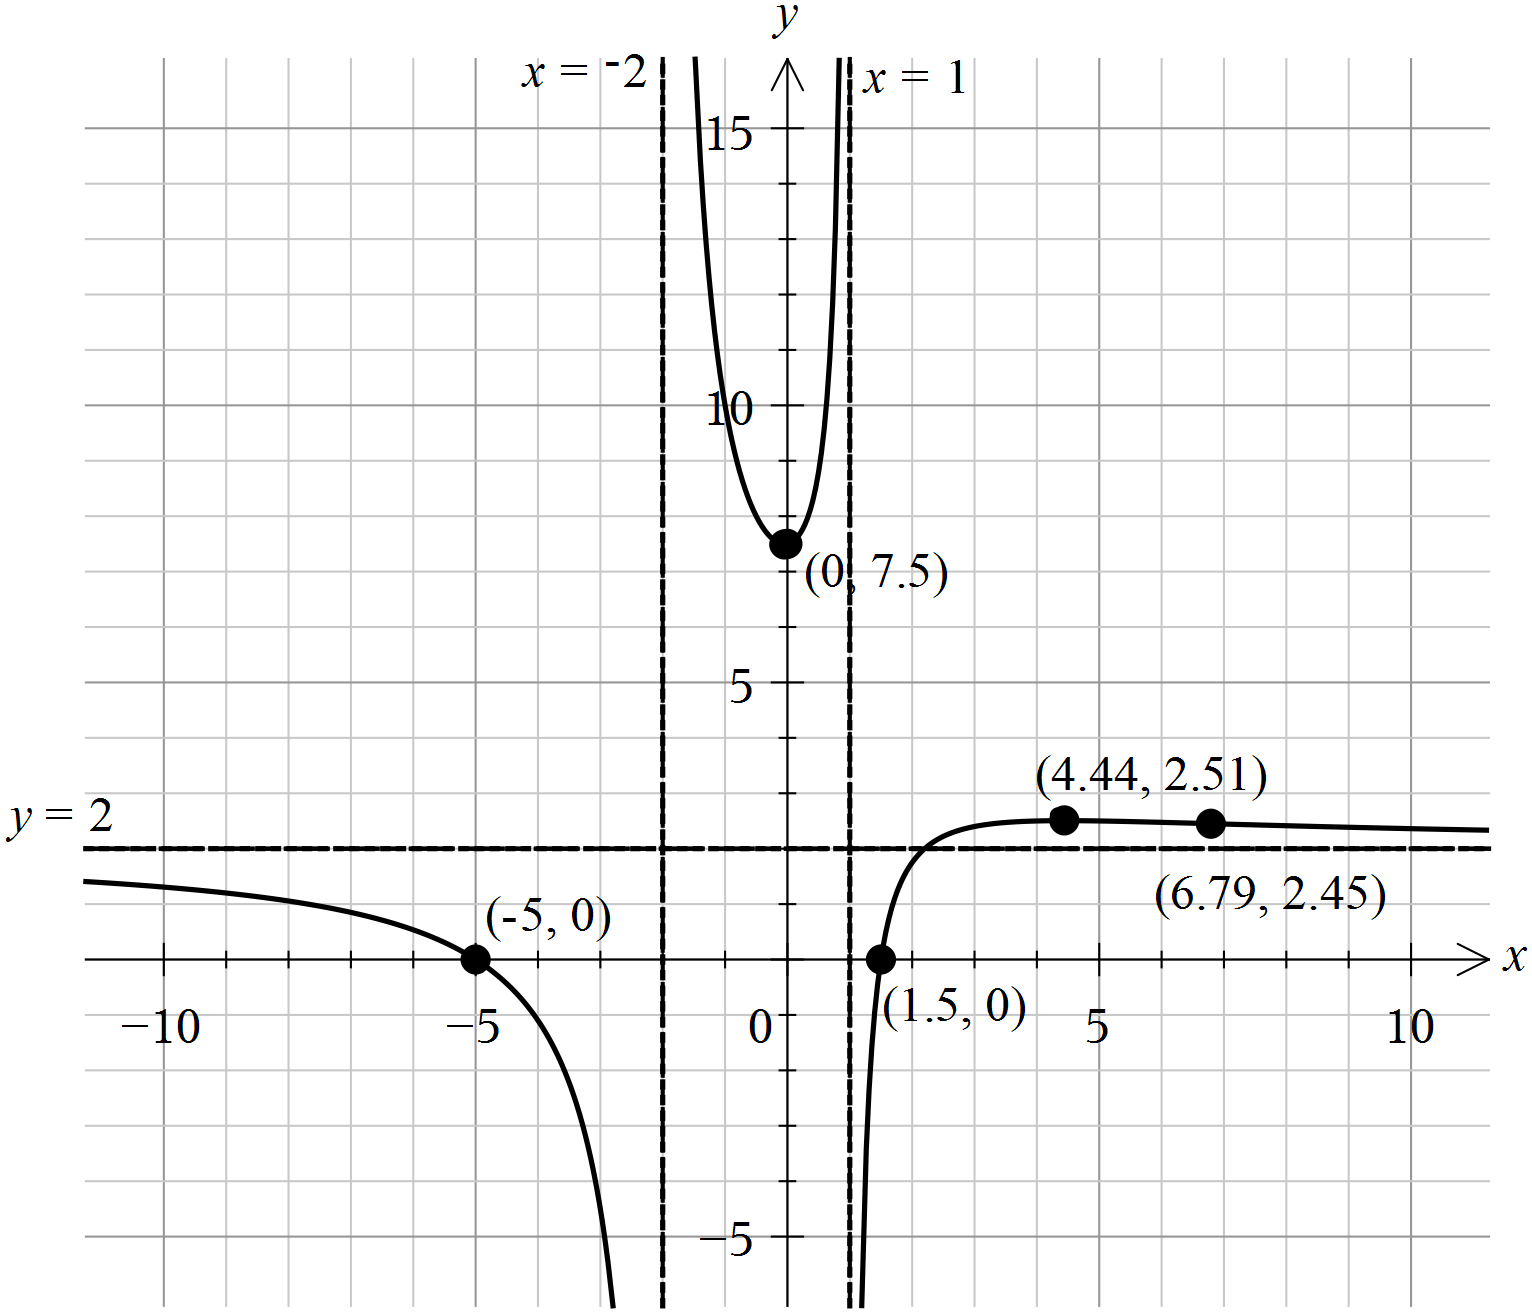 y
x = -2
x = 1
15
10
(0, 7.5)
5
(4.44, 2.51)
y = 2
(6.79, 2.45)
(-5, 0)
x
(1.5, 0)
−10
−5
0
5
10
−5